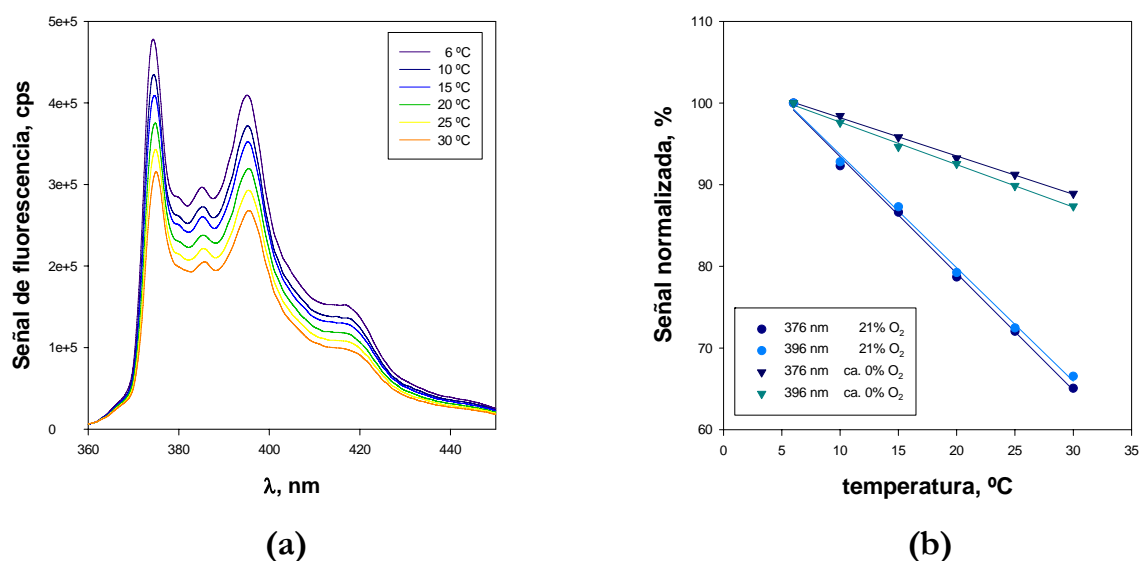 5e+5
4e+5
3e+5
2e+5
1e+5
0
Señal de fluorescencia, cps
6 ºC
10 ºC
15 ºC
20 ºC
25 ºC
30 ºC
360 380 400 420 440
λ, nm
(a)
110
100
90
80
70
60
Señal normalizada, %
376 nm 21% O₂
396 nm 21% O₂
376 nm ca. 0% O₂
396 nm ca. 0% O₂
0 5 10 15 20 25 30 35
temperatura, ºC
(b)